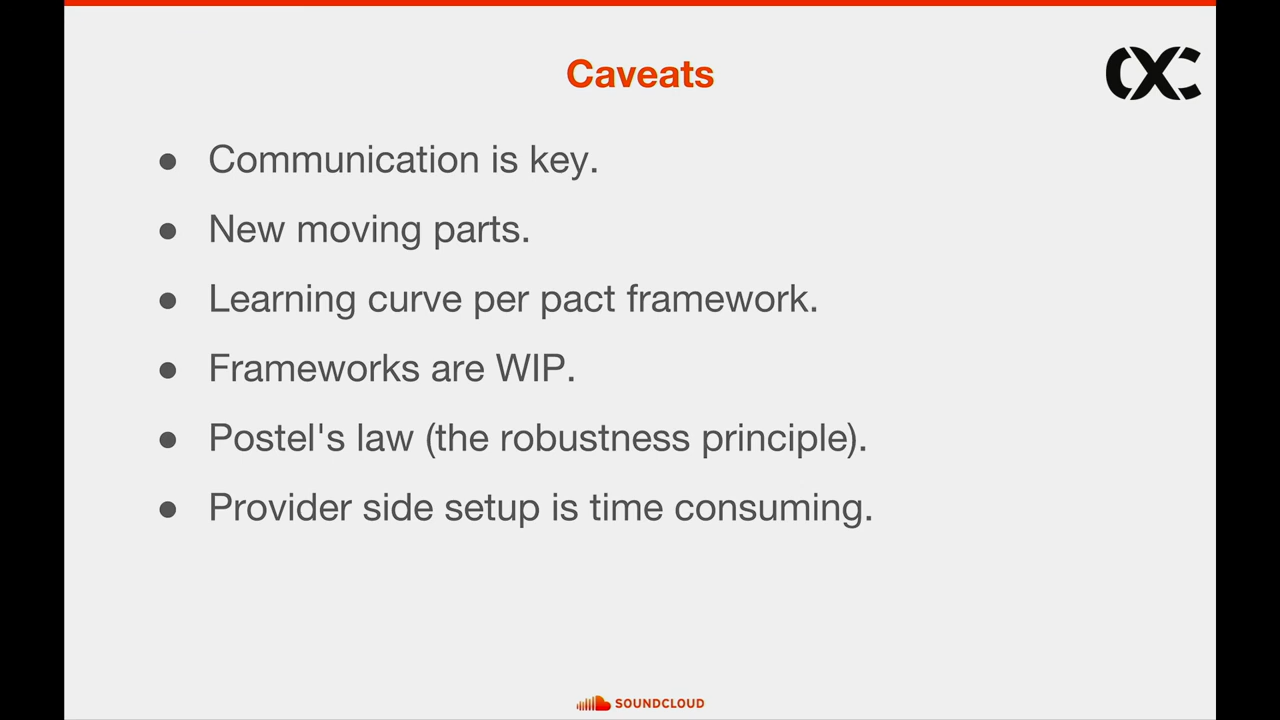 Caveats
● Communication is key.
● New moving parts.
● Learning curve per pact framework.
● Frameworks are WIP.
● Postel's law (the robustness principle).
● Provider side setup is time consuming.
SOUNDCLOUD